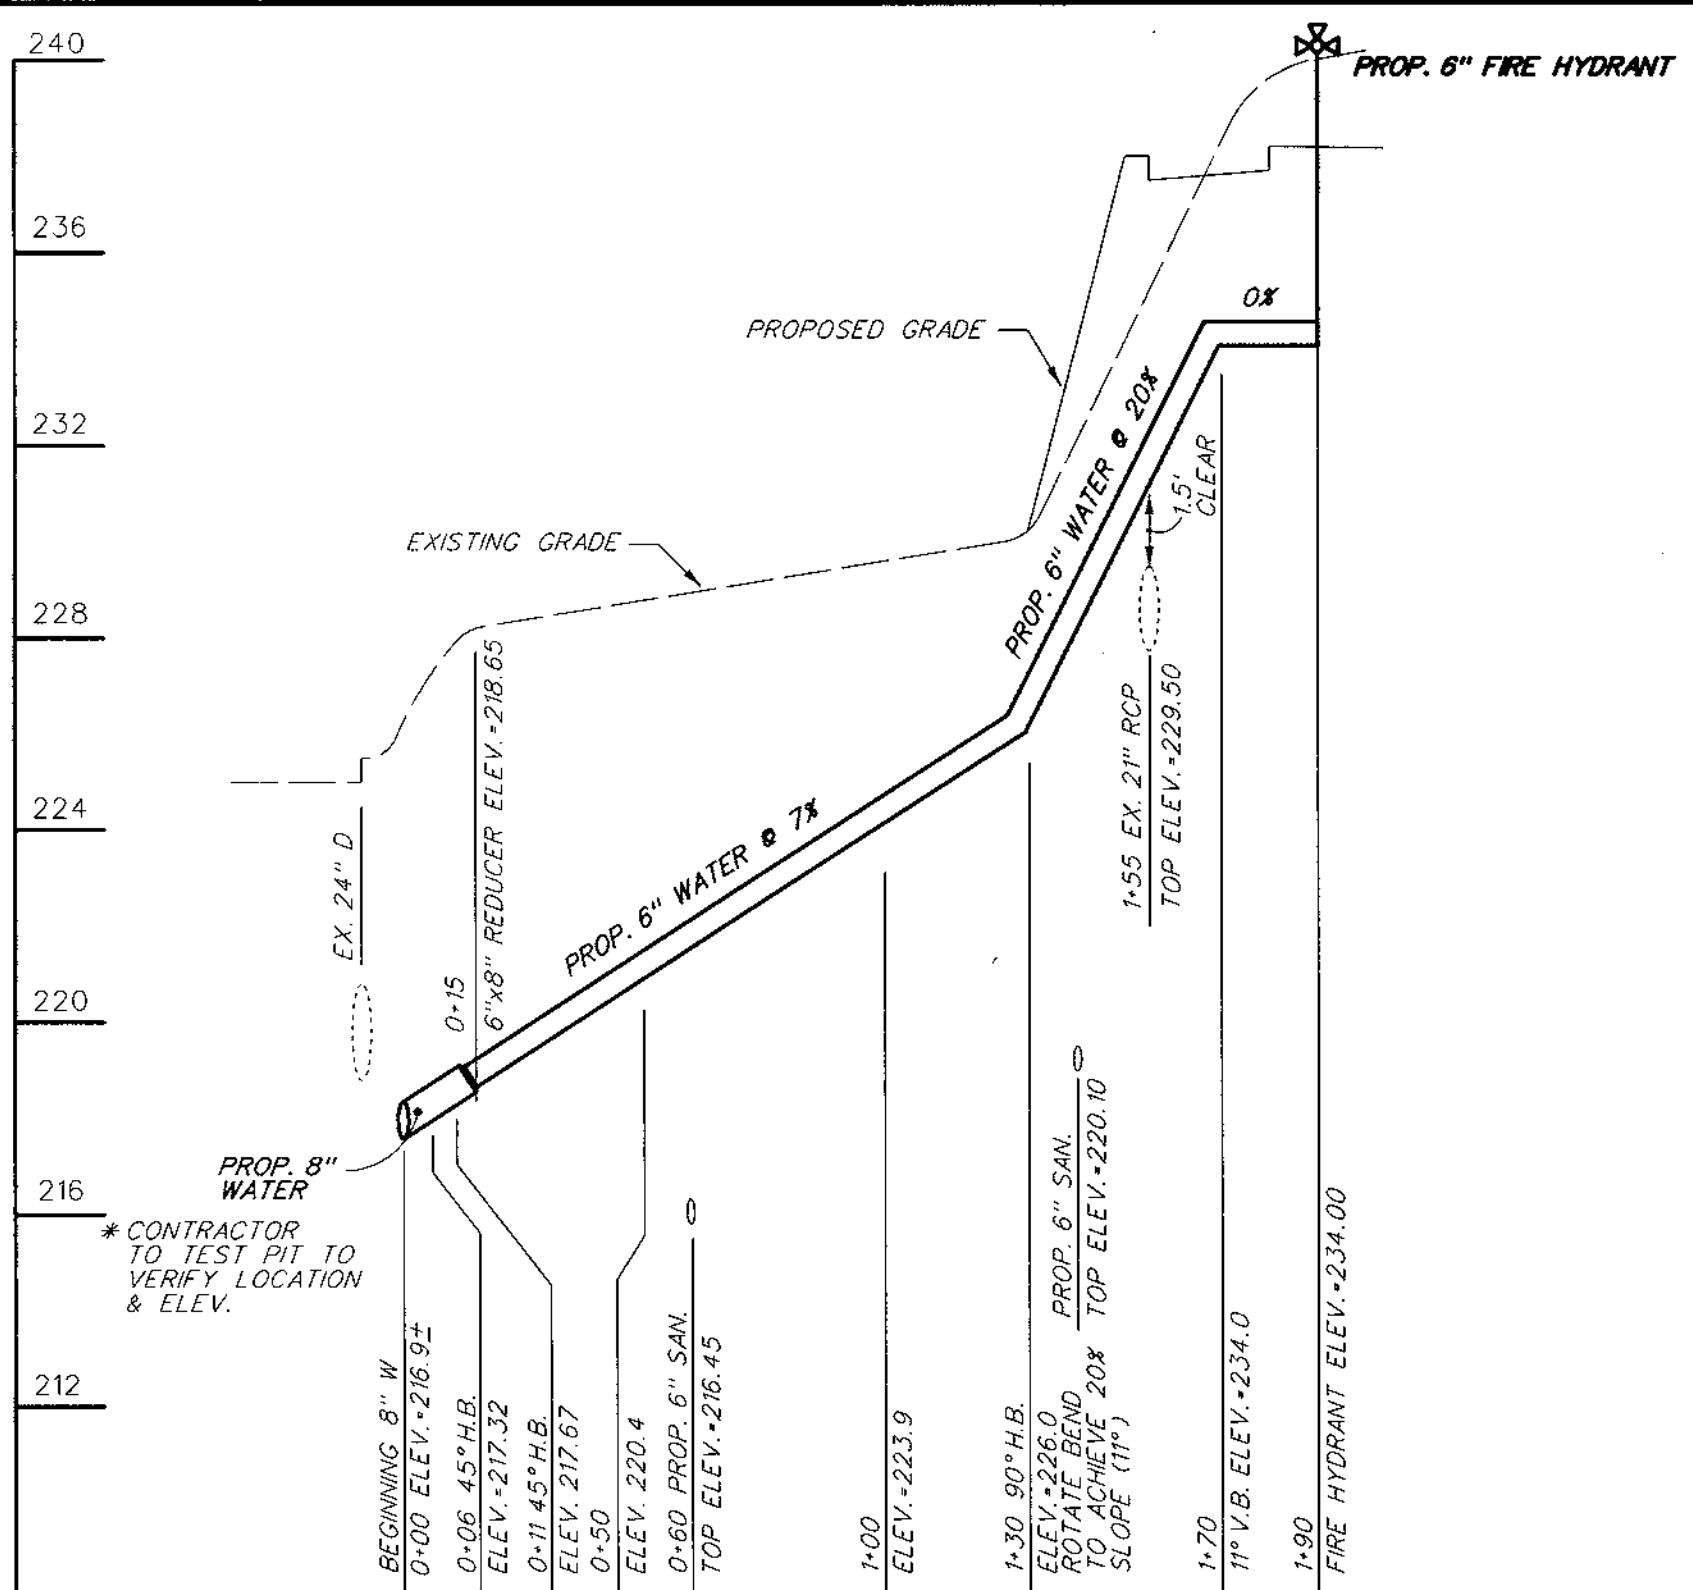 240
PROP. 6" FIRE HYDRANT
236
0%
PROPOSED GRADE
232
PROP. 6" WATER @ 20%
1.5'
CLEAR
EXISTING GRADE
228
224
EX. 24" D
0+15
6"x8" REDUCER ELEV.=218.65
PROP. 6" WATER @ 7%
1+55 EX. 21" RCP
TOP ELEV.=229.50
220
PROP. 8"
WATER
216
* CONTRACTOR
TO TEST PIT TO
VERIFY LOCATION
& ELEV.
212
BEGINNING 8" W
0+00 ELEV.=216.9±
0+06 45° H.B.
ELEV.=217.32
0+11 45° H.B.
ELEV. 217.67
0+50
ELEV. 220.4
0+60 PROP. 6" SAN.
TOP ELEV.=216.45
1+00
ELEV.=223.9
1+30 90° H.B.
ELEV.=226.0
ROTATE BEND
TO ACHIEVE 20%
SLOPE (11°)
PROP. 6" SAN.
TOP ELEV.=220.10
1+70
11° V.B. ELEV.=234.0
1+90
FIRE HYDRANT ELEV.=234.00